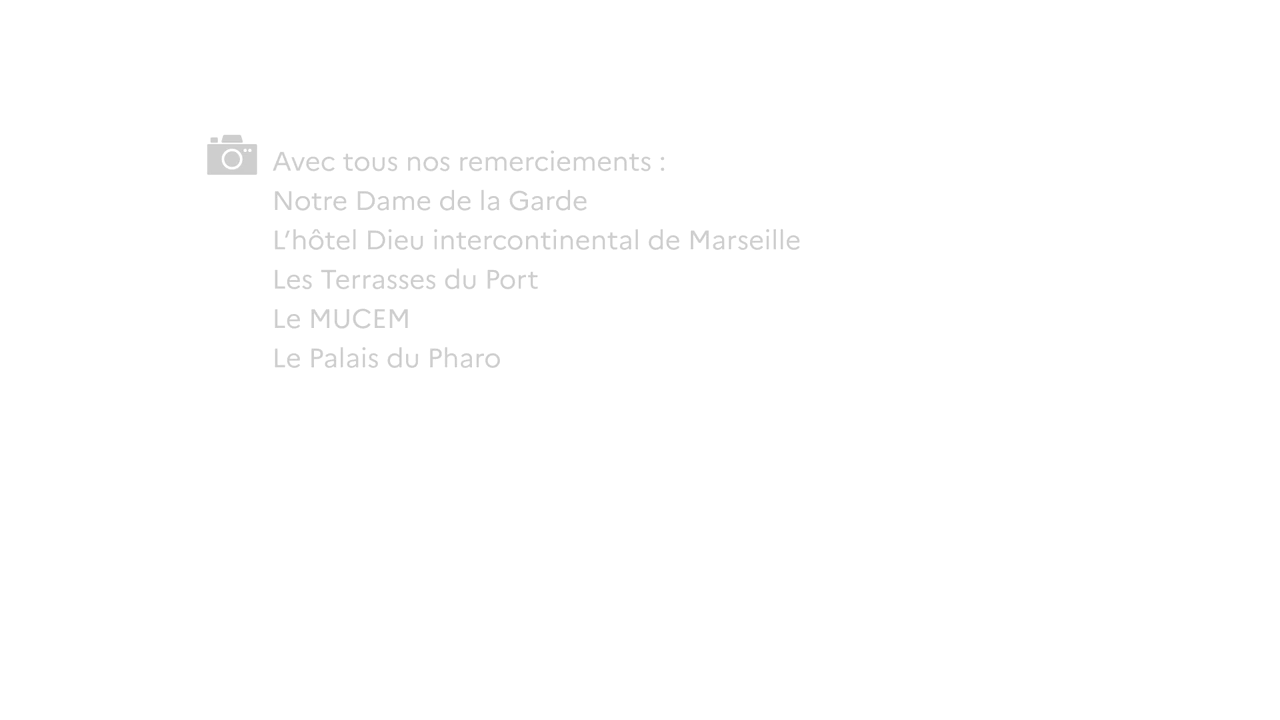 Avec tous nos remerciements :
Notre Dame de la Garde
L’hôtel Dieu intercontinental de Marseille
Les Terrasses du Port
Le MUCEM
Le Palais du Pharo